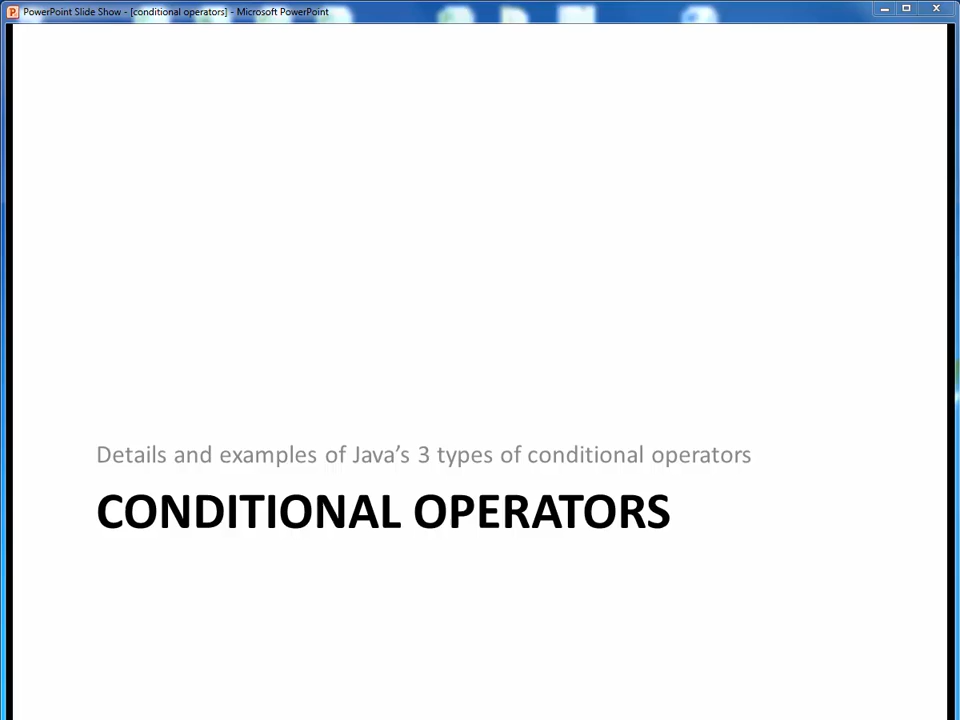 PowerPoint Slide Show - [conditional operators] - Microsoft PowerPoint
Details and examples of Java’s 3 types of conditional operators
CONDITIONAL OPERATORS